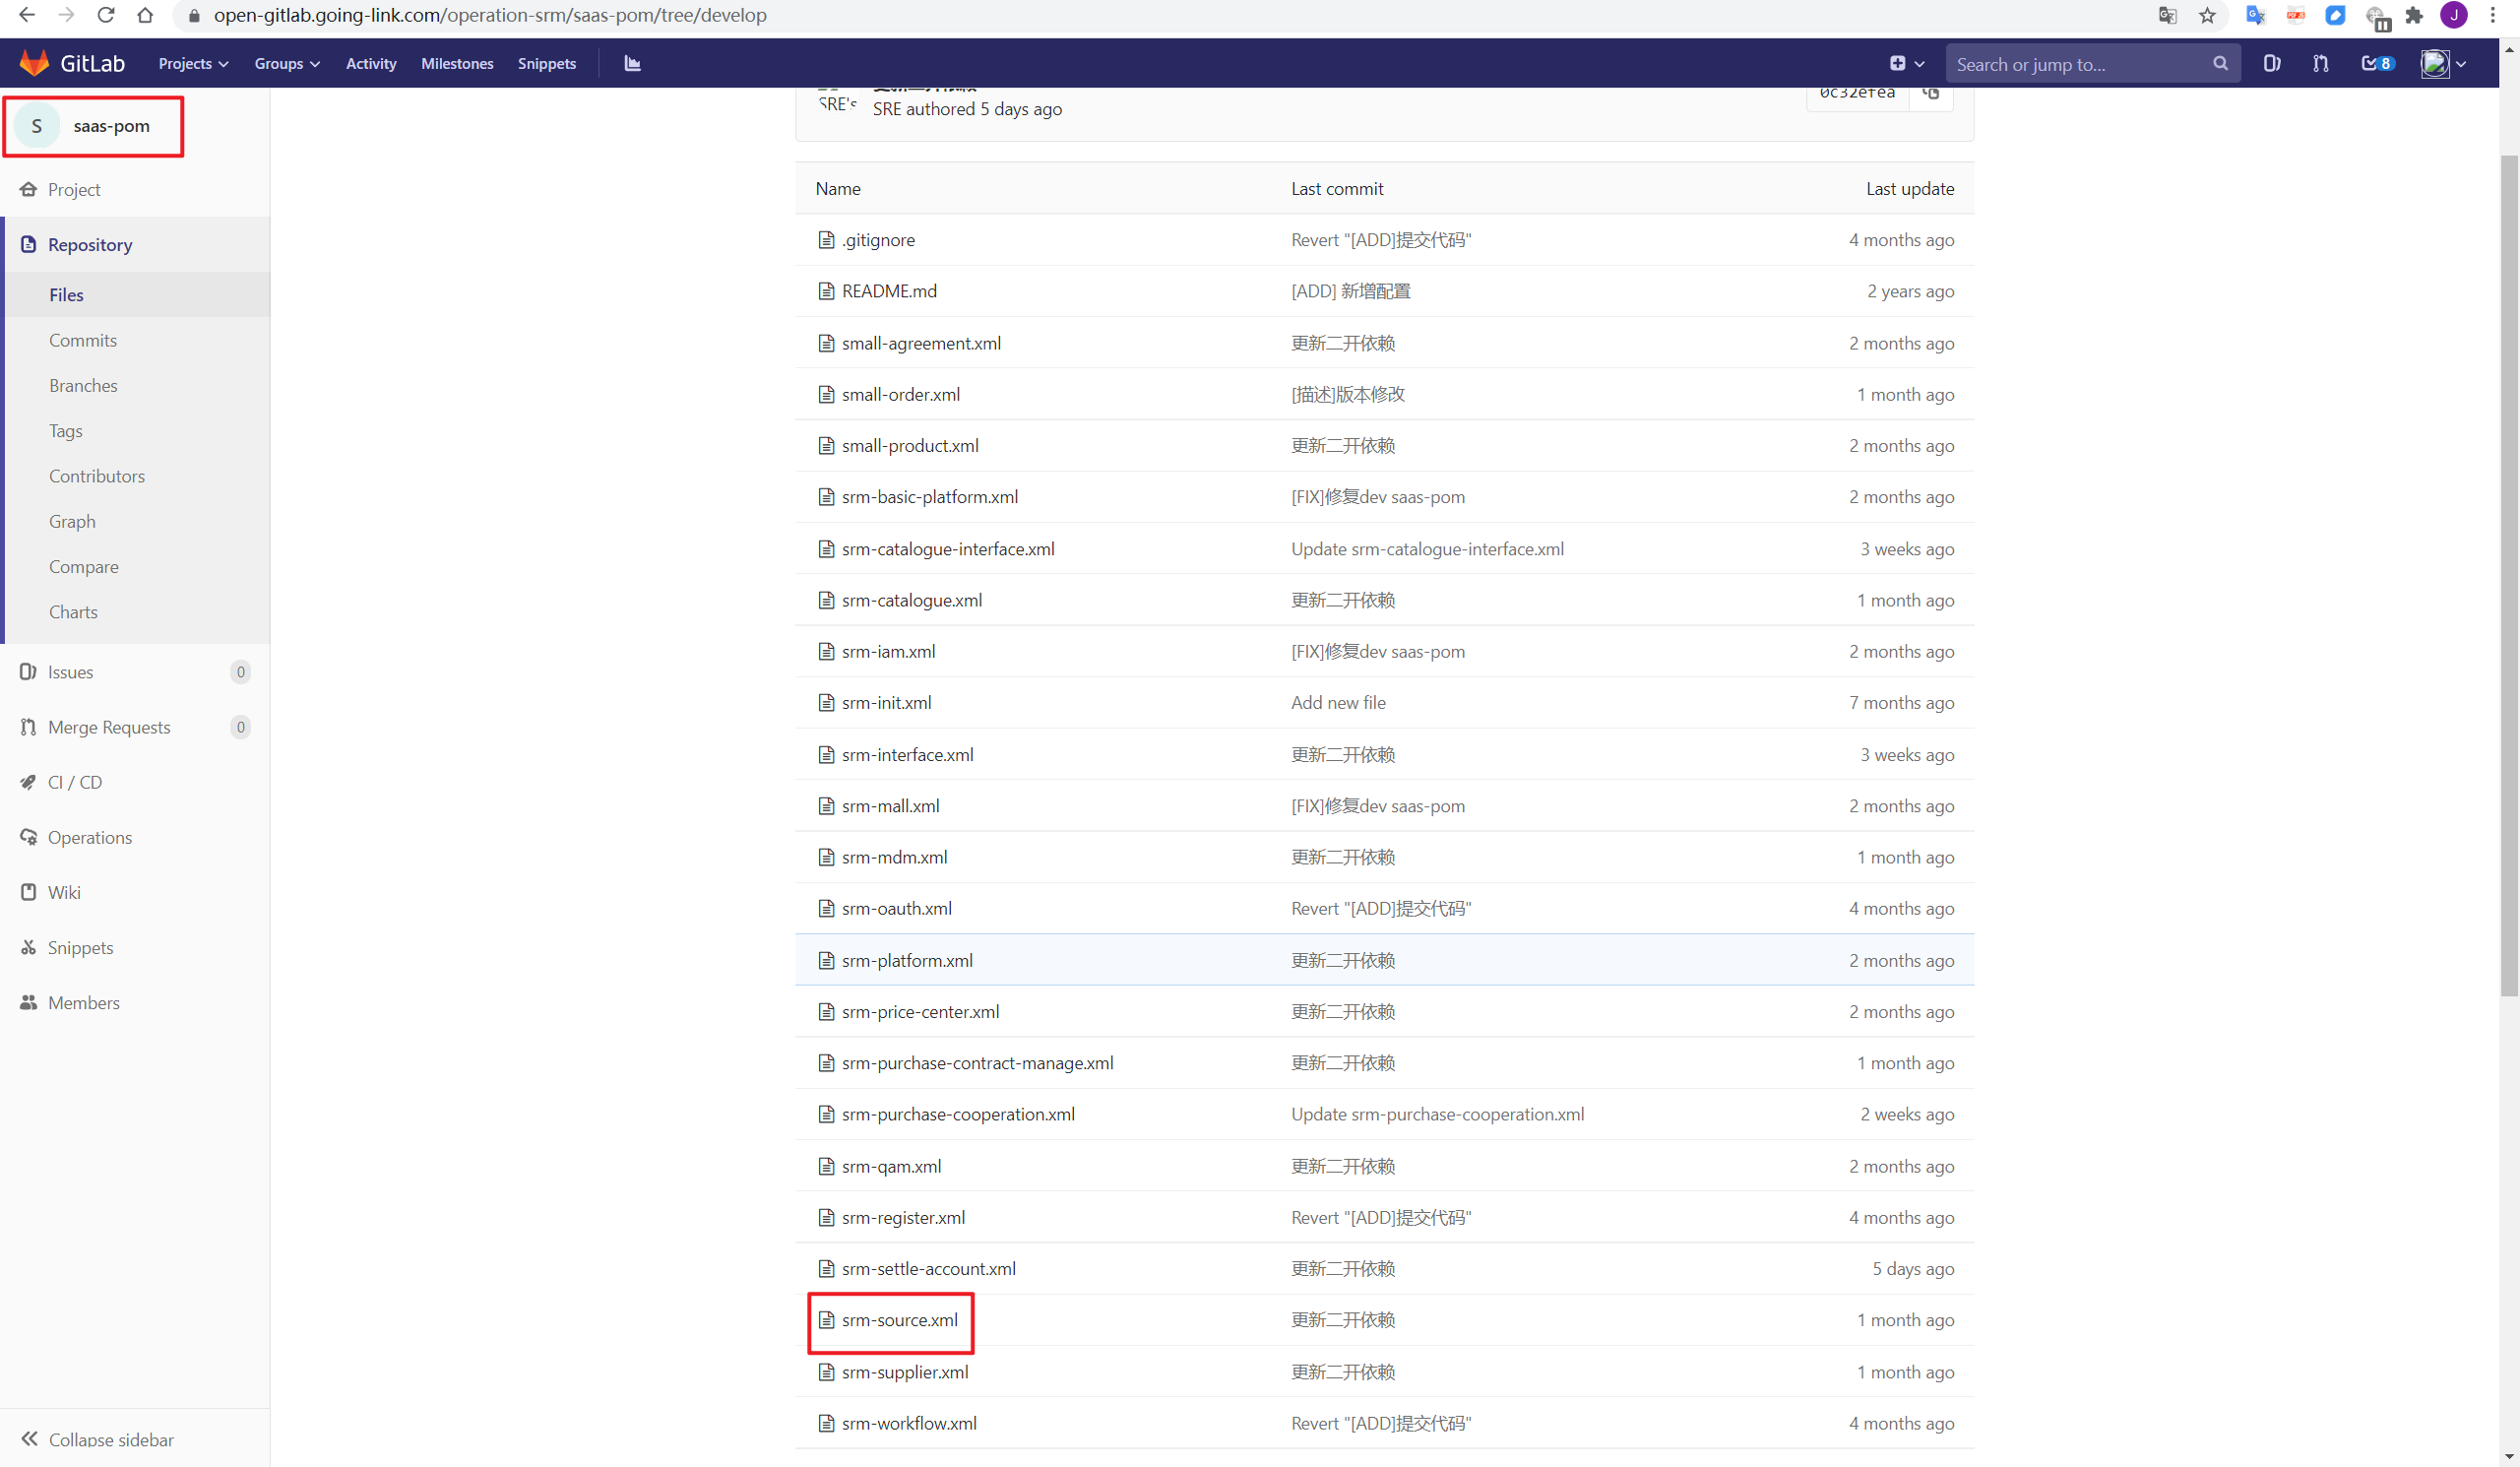 open-gitlab.going-link.com/operation-srm/saas-pom/tree/develop
J
GitLab
Projects
Groups
Activity
Milestones
Snippets
Search or jump to...
8
S
saas-pom
Project
Repository
Files
Commits
Branches
Tags
Contributors
Graph
Compare
Charts
Issues
0
Merge Requests
0
CI / CD
Operations
Wiki
Snippets
Members
Collapse sidebar
更新二开依赖
SRE's
SRE authored 5 days ago
0c32efea
Name Last commit Last update
.gitignore Revert "[ADD]提交代码" 4 months ago
README.md [ADD] 新增配置 2 years ago
small-agreement.xml 更新二开依赖 2 months ago
small-order.xml [描述]版本修改 1 month ago
small-product.xml 更新二开依赖 2 months ago
srm-basic-platform.xml [FIX]修复dev saas-pom 2 months ago
srm-catalogue-interface.xml Update srm-catalogue-interface.xml 3 weeks ago
srm-catalogue.xml 更新二开依赖 1 month ago
srm-iam.xml [FIX]修复dev saas-pom 2 months ago
srm-init.xml Add new file 7 months ago
srm-interface.xml 更新二开依赖 3 weeks ago
srm-mall.xml [FIX]修复dev saas-pom 2 months ago
srm-mdm.xml 更新二开依赖 1 month ago
srm-oauth.xml Revert "[ADD]提交代码" 4 months ago
srm-platform.xml 更新二开依赖 2 months ago
srm-price-center.xml 更新二开依赖 2 months ago
srm-purchase-contract-manage.xml 更新二开依赖 1 month ago
srm-purchase-cooperation.xml Update srm-purchase-cooperation.xml 2 weeks ago
srm-qam.xml 更新二开依赖 2 months ago
srm-register.xml Revert "[ADD]提交代码" 4 months ago
srm-settle-account.xml 更新二开依赖 5 days ago
srm-source.xml 更新二开依赖 1 month ago
srm-supplier.xml 更新二开依赖 1 month ago
srm-workflow.xml Revert "[ADD]提交代码" 4 months ago